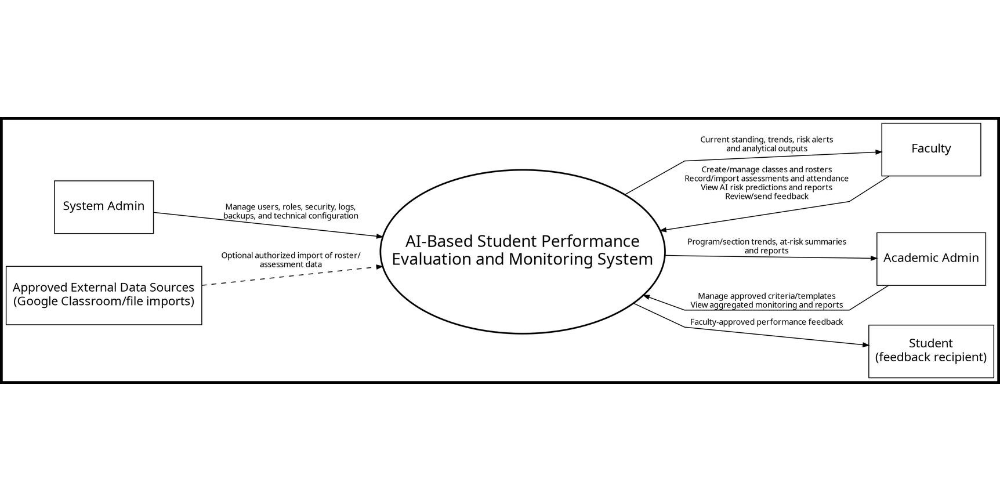 System Admin
Manage users, roles, security, logs,
backups, and technical configuration
Approved External Data Sources
(Google Classroom/file imports)
Optional authorized import of roster/
assessment data
AI-Based Student Performance
Evaluation and Monitoring System
Current standing, trends, risk alerts
and analytical outputs
Faculty
Create/manage classes and rosters
Record/import assessments and attendance
View AI risk predictions and reports
Review/send feedback
Program/section trends, at-risk summaries
and reports
Academic Admin
Manage approved criteria/templates
View aggregated monitoring and reports
Faculty-approved performance feedback
Student
(feedback recipient)